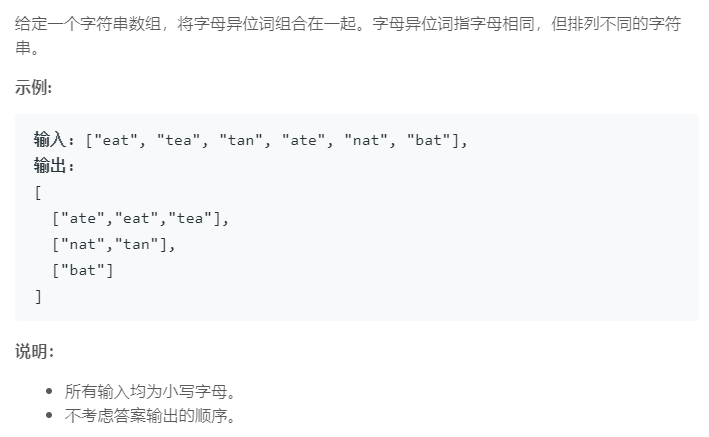 给定一个字符串数组，将字母异位词组合在一起。字母异位词指字母相同，但排列不同的字符
串。
示例:
输入: ["eat", "tea", "tan", "ate", "nat", "bat"],
输出:
[
  ["ate","eat","tea"],
  ["nat","tan"],
  ["bat"]
]
说明：
• 所有输入均为小写字母。
• 不考虑答案输出的顺序。